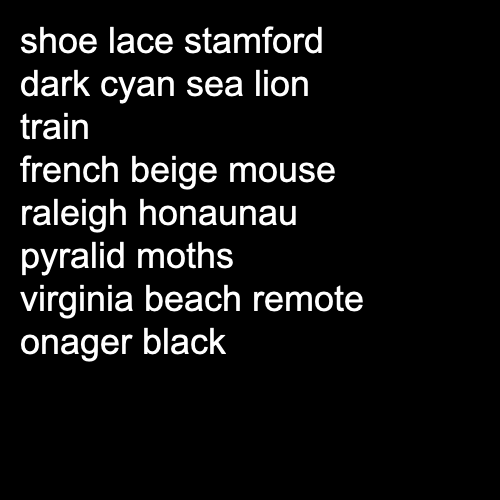 shoe lace stamford
dark cyan sea lion
train
french beige mouse
raleigh honaunau
pyralid moths
virginia beach remote
onager black